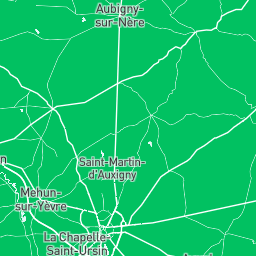 Aubigny-
sur-Nère
Saint-Martin-
d'Auxigny
Mehun-
sur-Yèvre
La Chapelle-
Saint-Ursin